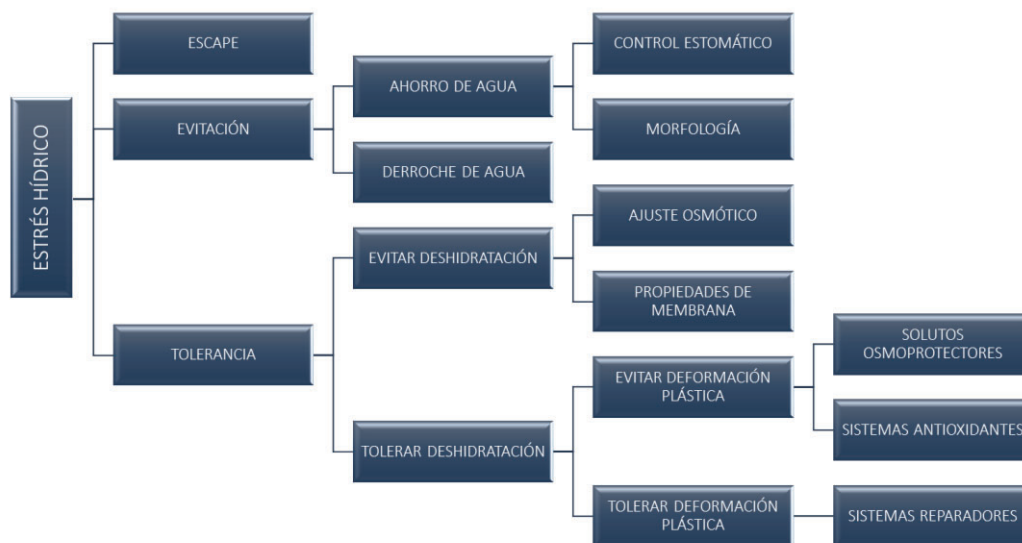 ESTRÉS HÍDRICO
ESCAPE
EVITACIÓN
AHORRO DE AGUA
CONTROL ESTOMÁTICO
MORFOLOGÍA
DERROCHE DE AGUA
TOLERANCIA
EVITAR DESHIDRATACIÓN
AJUSTE OSMÓTICO
PROPIEDADES DE
MEMBRANA
TOLERAR DESHIDRATACIÓN
EVITAR DEFORMACIÓN
PLÁSTICA
SOLUTOS
OSMOPROTECTORES
SISTEMAS ANTIOXIDANTES
TOLERAR DEFORMACIÓN
PLÁSTICA
SISTEMAS REPARADORES